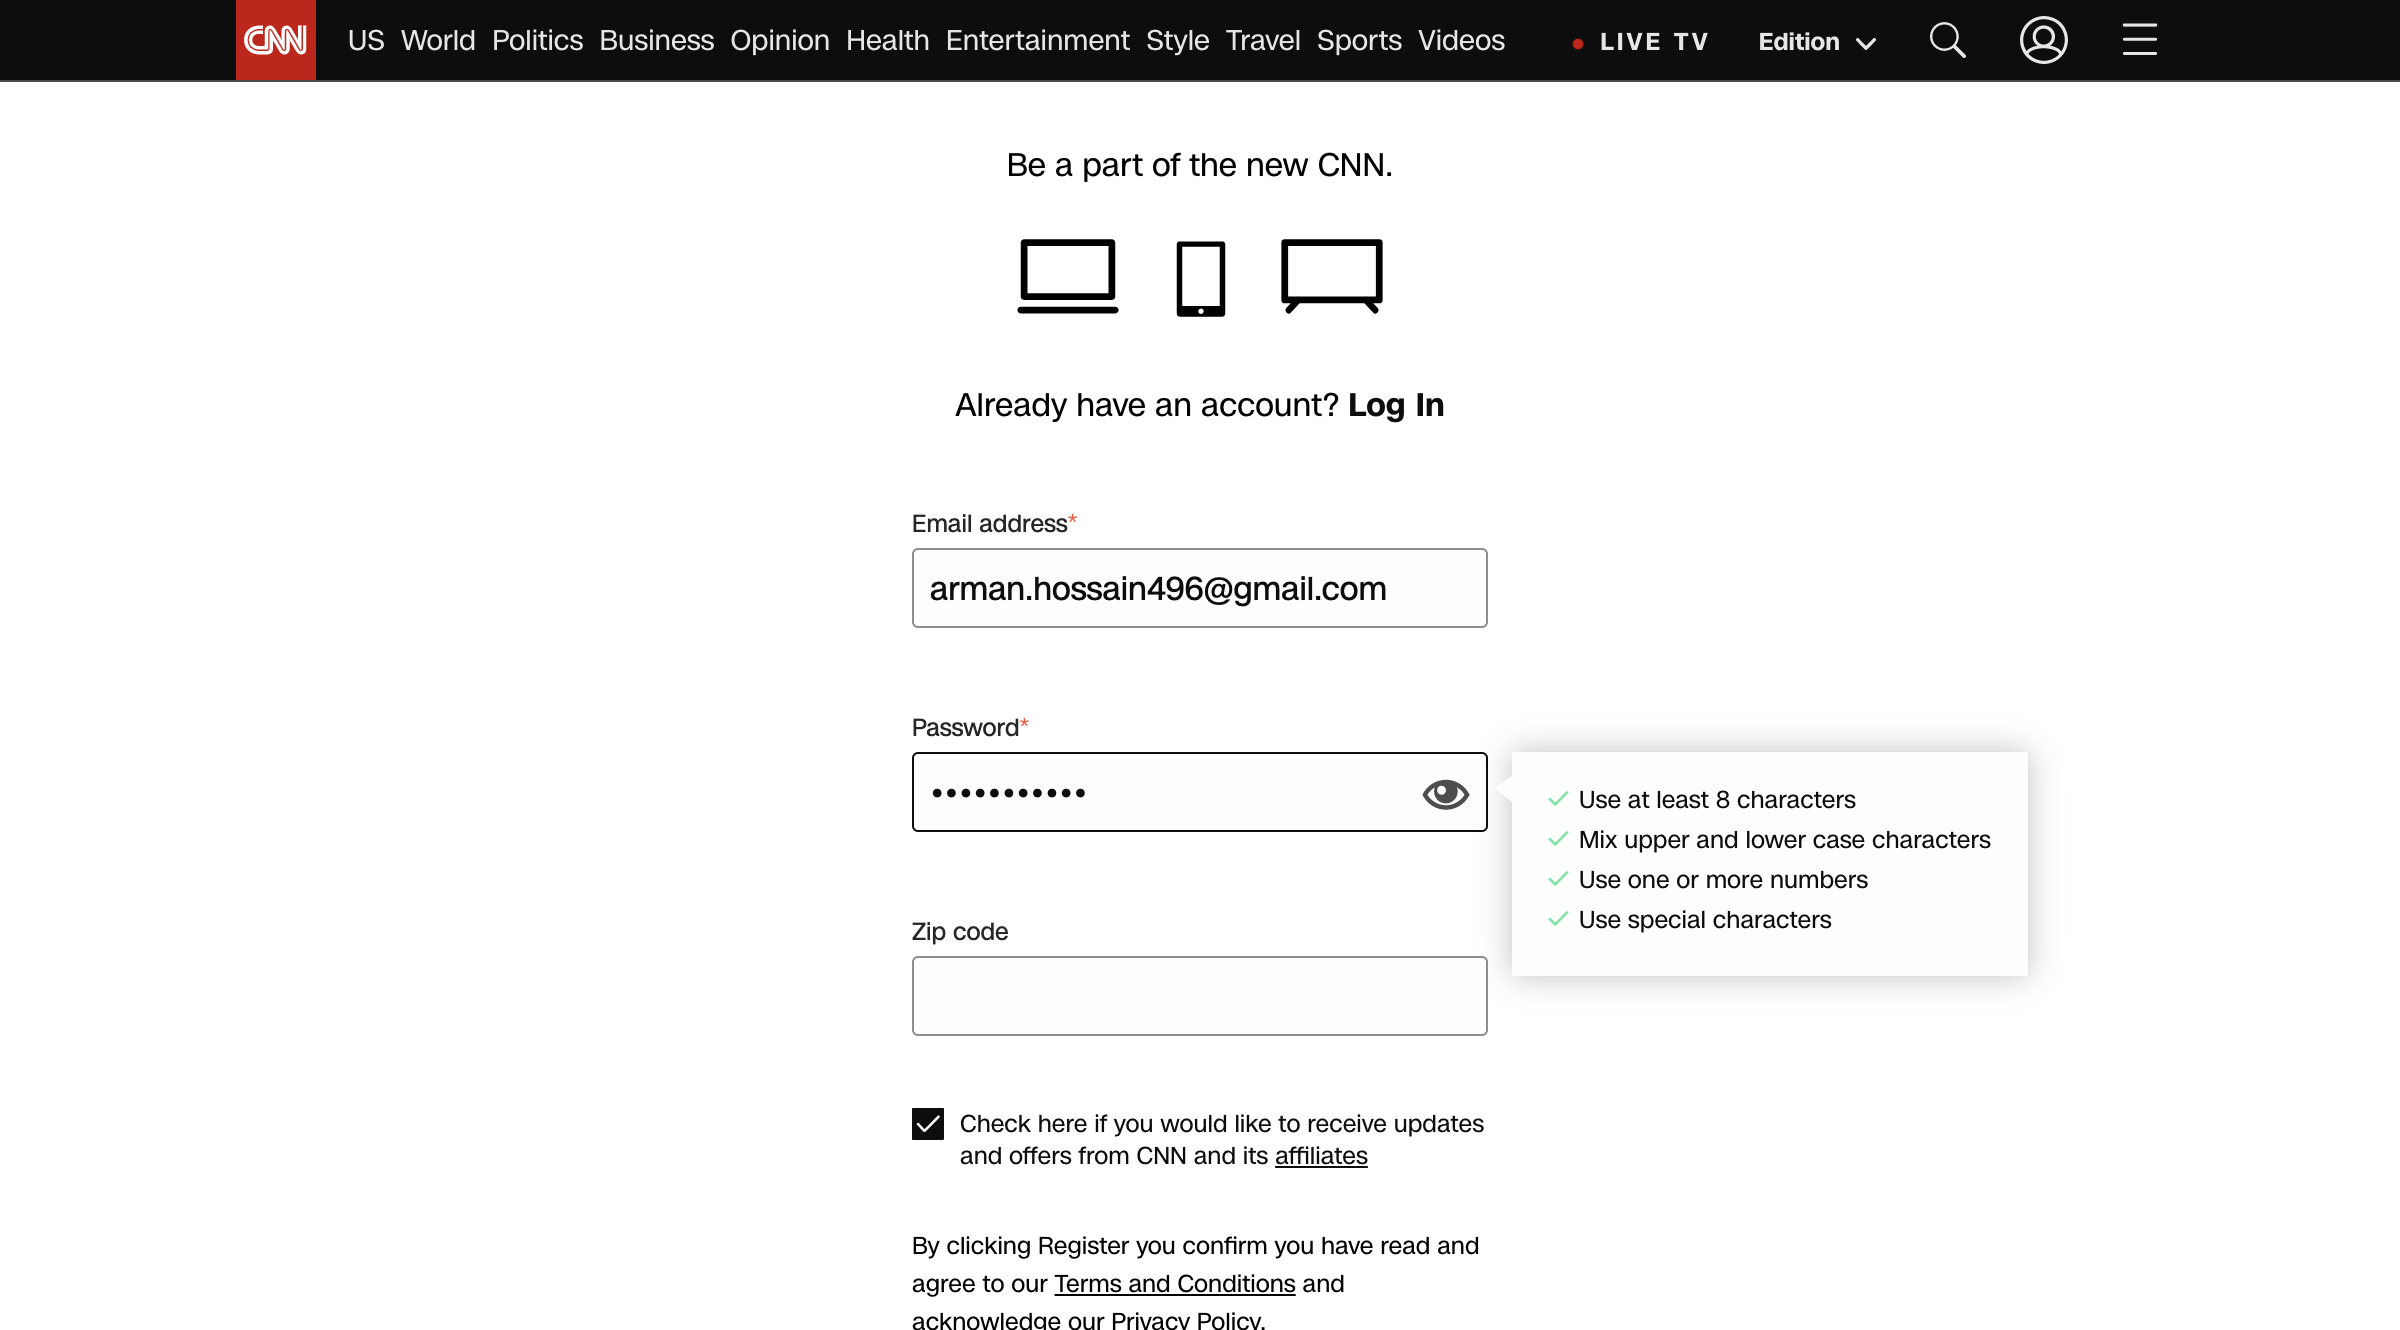 CNN US World Politics Business Opinion Health Entertainment Style Travel Sports Videos LIVE TV Edition
Be a part of the new CNN.
Already have an account? Log In
Email address*
arman.hossain496@gmail.com
Password*
•••••••••••
Use at least 8 characters
Mix upper and lower case characters
Use one or more numbers
Use special characters
Zip code
Check here if you would like to receive updates
and offers from CNN and its affiliates
By clicking Register you confirm you have read and
agree to our Terms and Conditions and
acknowledge our Privacy Policy.